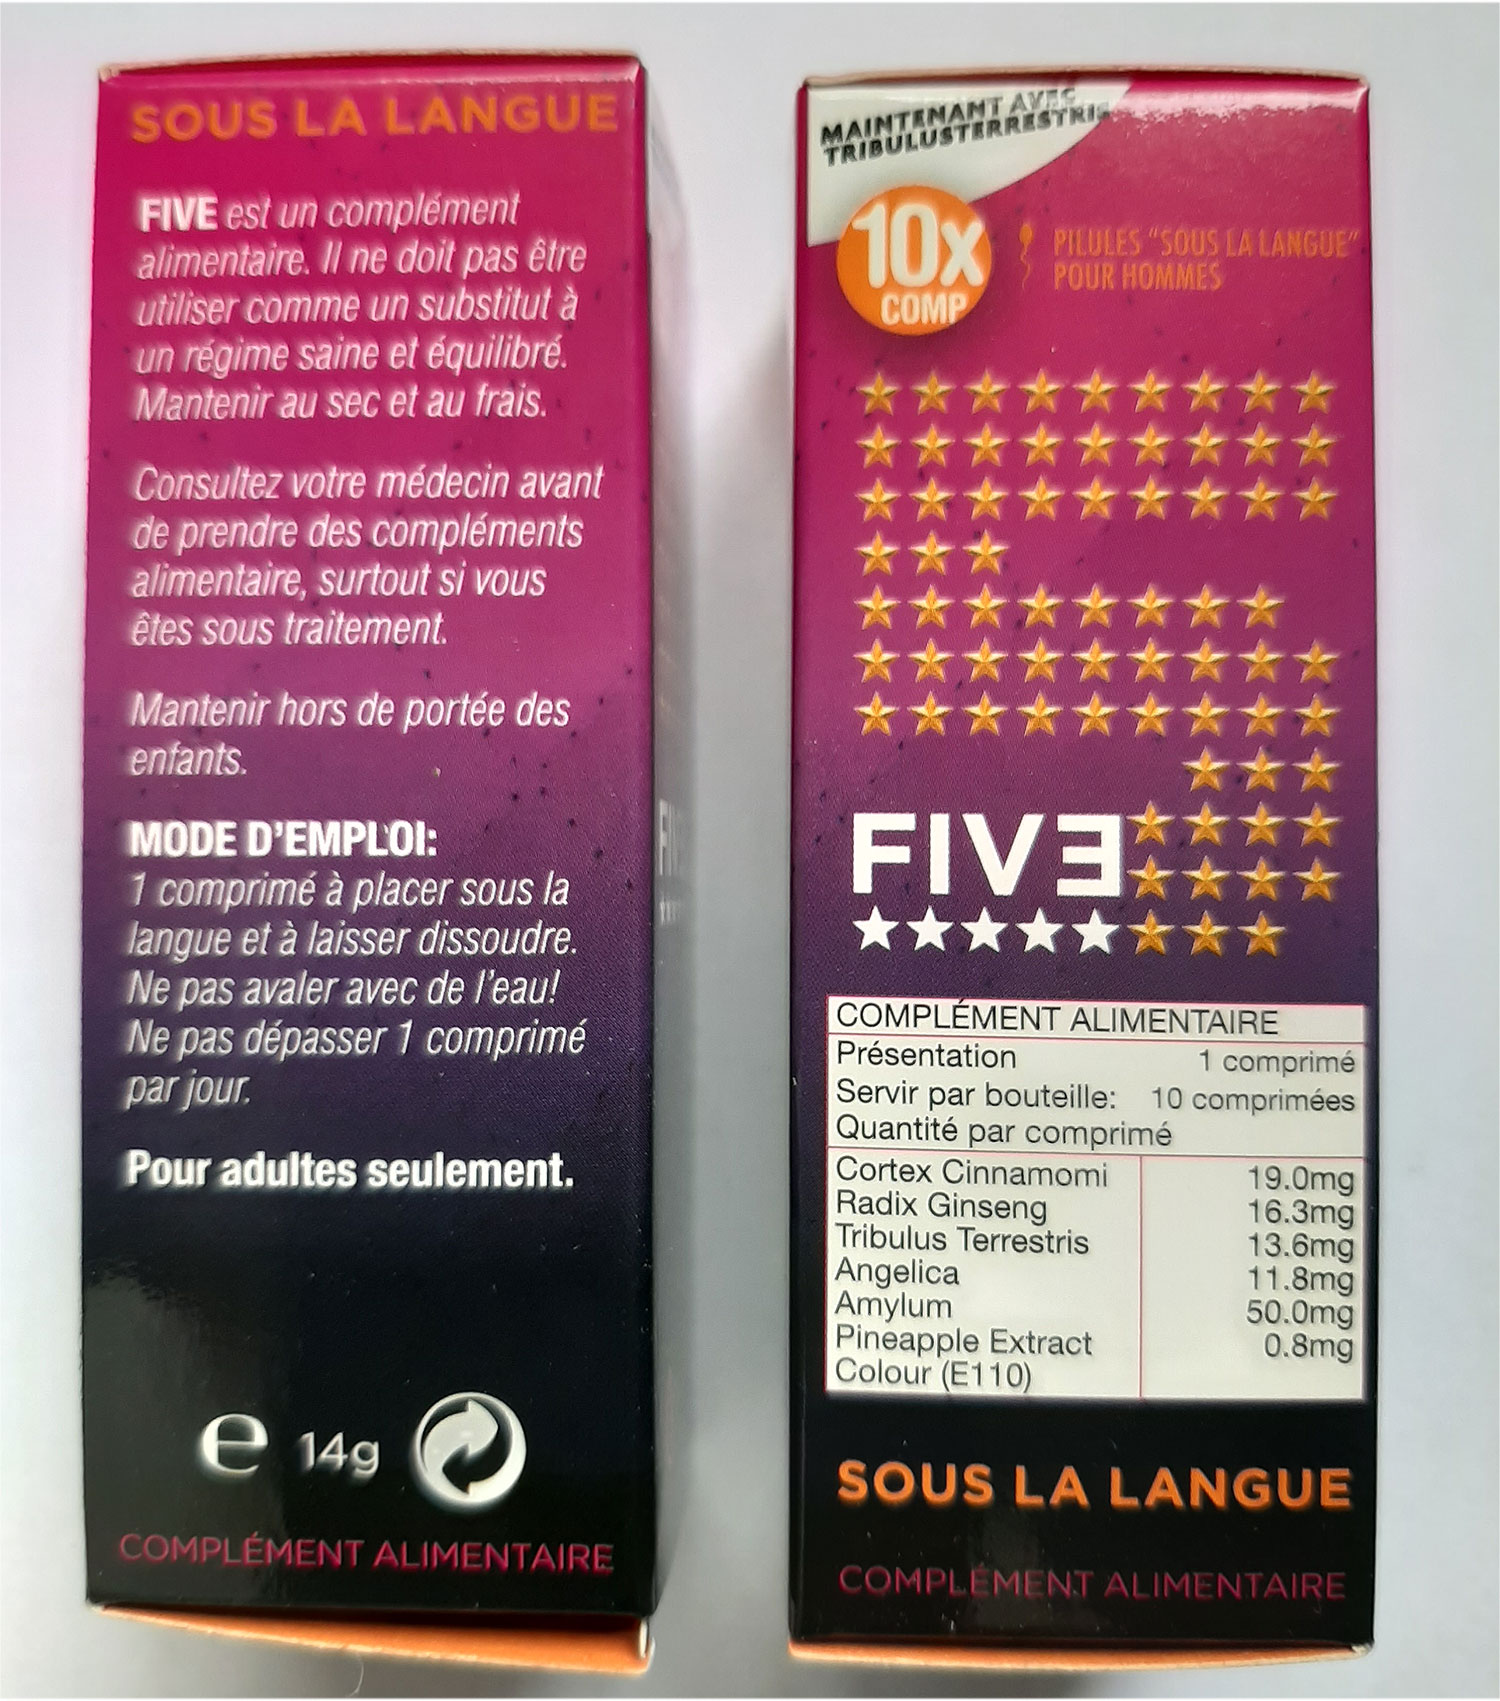 SOUS LA LANGUE
FIVE est un complément
alimentaire. Il ne doit pas être
utiliser comme un substitut à
un régime saine et équilibré.
Mantenir au sec et au frais.
Consultez votre médecin avant
de prendre des compléments
alimentaire, surtout si vous
êtes sous traitement.
Mantenir hors de portée des
enfants.
MODE D'EMPLOI:
1 comprimé à placer sous la
langue et à laisser dissoudre.
Ne pas avaler avec de l'eau!
Ne pas dépasser 1 comprimé
par jour.
Pour adultes seulement.
e 14g
COMPLÉMENT ALIMENTAIRE
MAINTENANT AVEC
TRIBULUSTERRESTRIS
10x
COMP
PILULES "SOUS LA LANGUE"
POUR HOMMES
FIVE
COMPLÉMENT ALIMENTAIRE
Présentation 1 comprimé
Servir par bouteille: 10 comprimées
Quantité par comprimé
Cortex Cinnamomi 19.0mg
Radix Ginseng 16.3mg
Tribulus Terrestris 13.6mg
Angelica 11.8mg
Amylum 50.0mg
Pineapple Extract 0.8mg
Colour (E110)
SOUS LA LANGUE
COMPLÉMENT ALIMENTAIRE